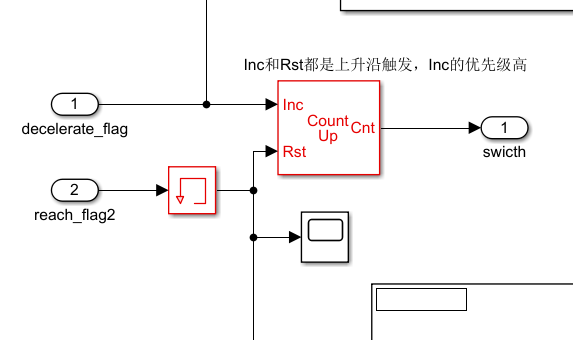 Inc和Rst都是上升沿触发，Inc的优先级高
1
decelerate_flag
Inc
Count
Up
Cnt
Rst
1
swicth
2
reach_flag2